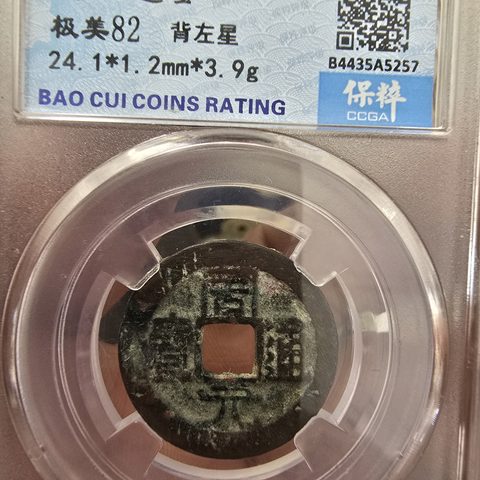 极美82 背左星
24.1*1.2mm*3.9g
B4435A5257
BAO CUI COINS RATING
保粹
CCGA
周元通寶